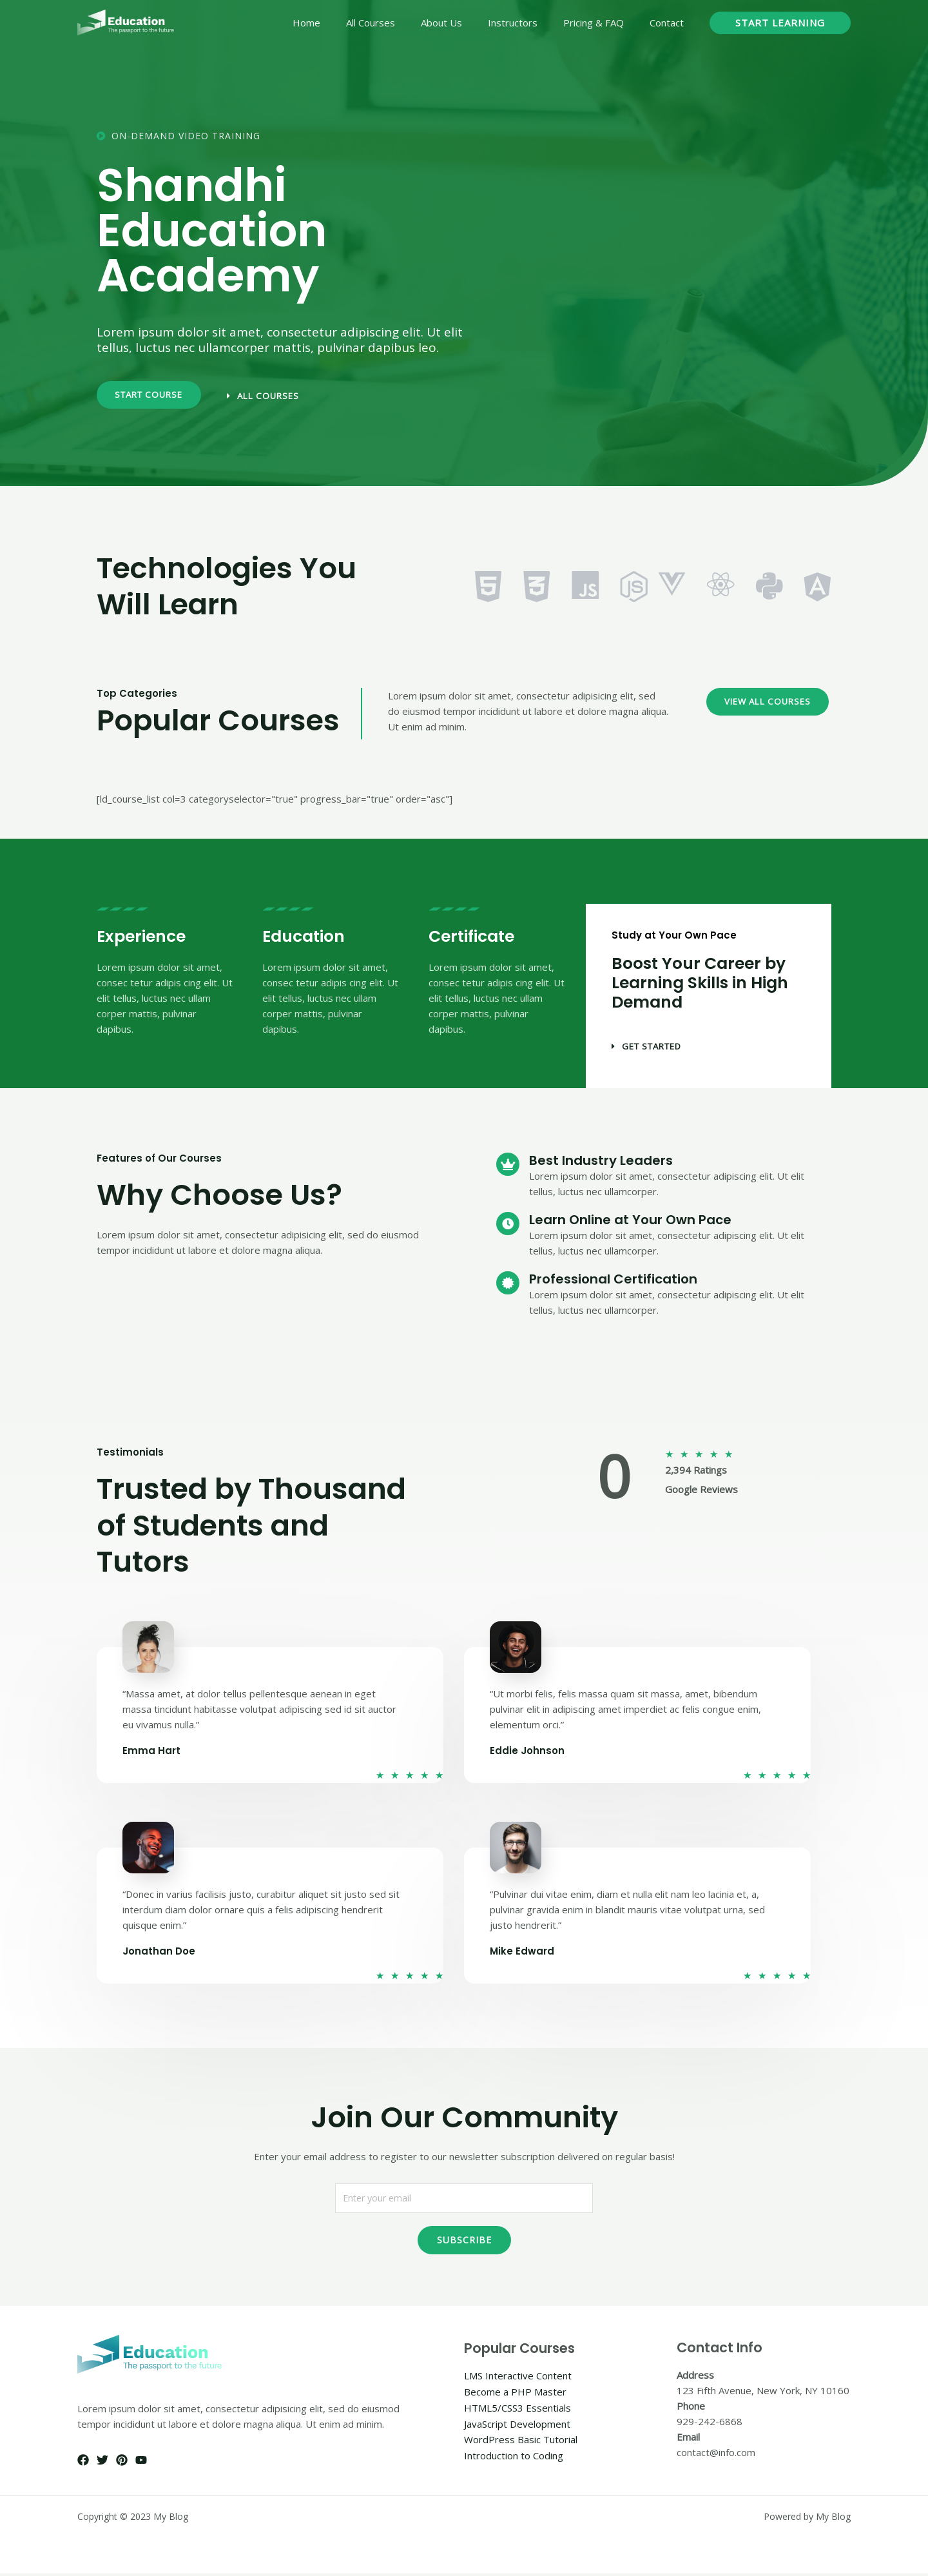 Education
The passport to the future
Home
All Courses
About Us
Instructors
Pricing & FAQ
Contact
START LEARNING
ON-DEMAND VIDEO TRAINING
Shandhi
Education
Academy
Lorem ipsum dolor sit amet, consectetur adipiscing elit. Ut elit
tellus, luctus nec ullamcorper mattis, pulvinar dapibus leo.
START COURSE
ALL COURSES
Technologies You
Will Learn
5
3
JS
JS
Top Categories
Popular Courses
Lorem ipsum dolor sit amet, consectetur adipisicing elit, sed
do eiusmod tempor incididunt ut labore et dolore magna aliqua.
Ut enim ad minim.
VIEW ALL COURSES
[ld_course_list col=3 categoryselector="true" progress_bar="true" order="asc"]
Experience
Lorem ipsum dolor sit amet,
consec tetur adipis cing elit. Ut
elit tellus, luctus nec ullam
corper mattis, pulvinar
dapibus.
Education
Lorem ipsum dolor sit amet,
consec tetur adipis cing elit. Ut
elit tellus, luctus nec ullam
corper mattis, pulvinar
dapibus.
Certificate
Lorem ipsum dolor sit amet,
consec tetur adipis cing elit. Ut
elit tellus, luctus nec ullam
corper mattis, pulvinar
dapibus.
Study at Your Own Pace
Boost Your Career by
Learning Skills in High
Demand
GET STARTED
Features of Our Courses
Why Choose Us?
Lorem ipsum dolor sit amet, consectetur adipisicing elit, sed do eiusmod
tempor incididunt ut labore et dolore magna aliqua.
Best Industry Leaders
Lorem ipsum dolor sit amet, consectetur adipiscing elit. Ut elit
tellus, luctus nec ullamcorper.
Learn Online at Your Own Pace
Lorem ipsum dolor sit amet, consectetur adipiscing elit. Ut elit
tellus, luctus nec ullamcorper.
Professional Certification
Lorem ipsum dolor sit amet, consectetur adipiscing elit. Ut elit
tellus, luctus nec ullamcorper.
Testimonials
Trusted by Thousand
of Students and
Tutors
0
★ ★ ★ ★ ★
2,394 Ratings
Google Reviews
“Massa amet, at dolor tellus pellentesque aenean in eget
massa tincidunt habitasse volutpat adipiscing sed id sit auctor
eu vivamus nulla.”
Emma Hart
★ ★ ★ ★ ★
“Ut morbi felis, felis massa quam sit massa, amet, bibendum
pulvinar elit in adipiscing amet imperdiet ac felis congue enim,
elementum orci.”
Eddie Johnson
★ ★ ★ ★ ★
“Donec in varius facilisis justo, curabitur aliquet sit justo sed sit
interdum diam dolor ornare quis a felis adipiscing hendrerit
quisque enim.”
Jonathan Doe
★ ★ ★ ★ ★
“Pulvinar dui vitae enim, diam et nulla elit nam leo lacinia et, a,
pulvinar gravida enim in blandit mauris vitae volutpat urna, sed
justo hendrerit.”
Mike Edward
★ ★ ★ ★ ★
Join Our Community
Enter your email address to register to our newsletter subscription delivered on regular basis!
Enter your email
SUBSCRIBE
Education
The passport to the future
Lorem ipsum dolor sit amet, consectetur adipisicing elit, sed do eiusmod
tempor incididunt ut labore et dolore magna aliqua. Ut enim ad minim.
Popular Courses
LMS Interactive Content
Become a PHP Master
HTML5/CSS3 Essentials
JavaScript Development
WordPress Basic Tutorial
Introduction to Coding
Contact Info
Address
123 Fifth Avenue, New York, NY 10160
Phone
929-242-6868
Email
contact@info.com
Copyright © 2023 My Blog
Powered by My Blog